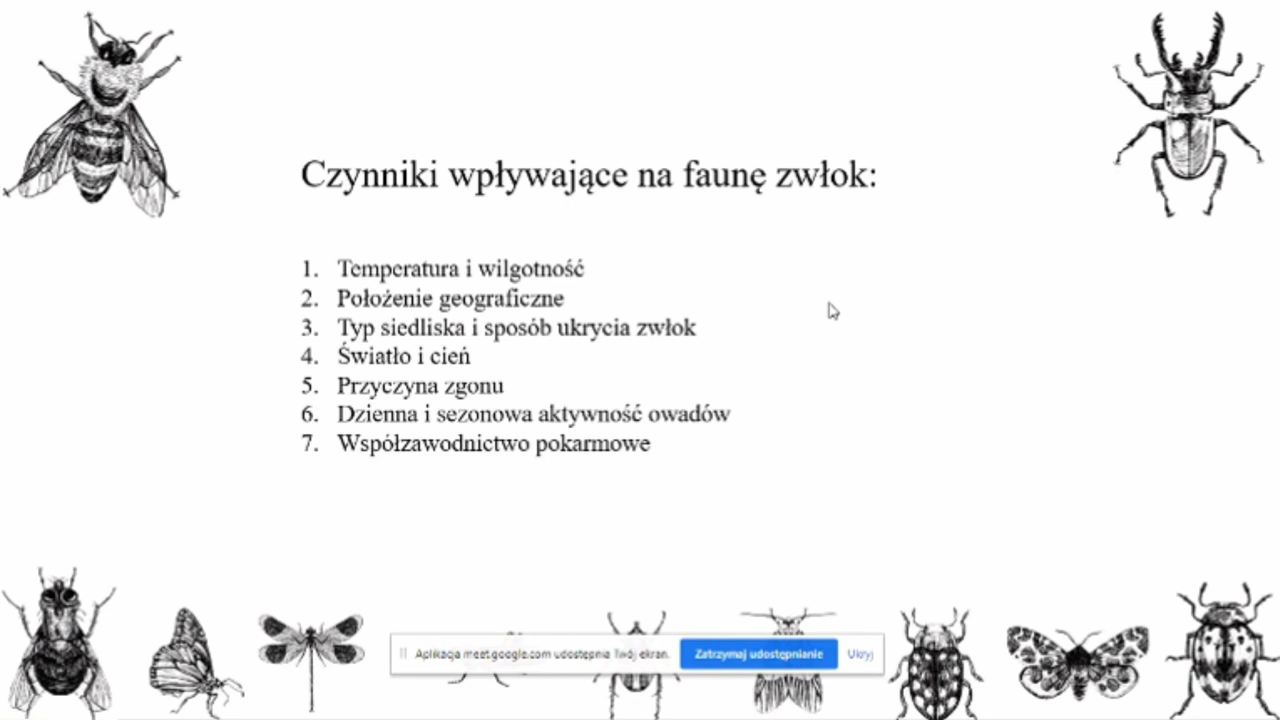 Czynniki wpływające na faunę zwłok:
1. Temperatura i wilgotność
2. Położenie geograficzne
3. Typ siedliska i sposób ukrycia zwłok
4. Światło i cień
5. Przyczyna zgonu
6. Dzienna i sezonowa aktywność owadów
7. Współzawodnictwo pokarmowe
Aplikacja meet.google.com udostępnia Twój ekran. Zatrzymaj udostępnianie Ukryj